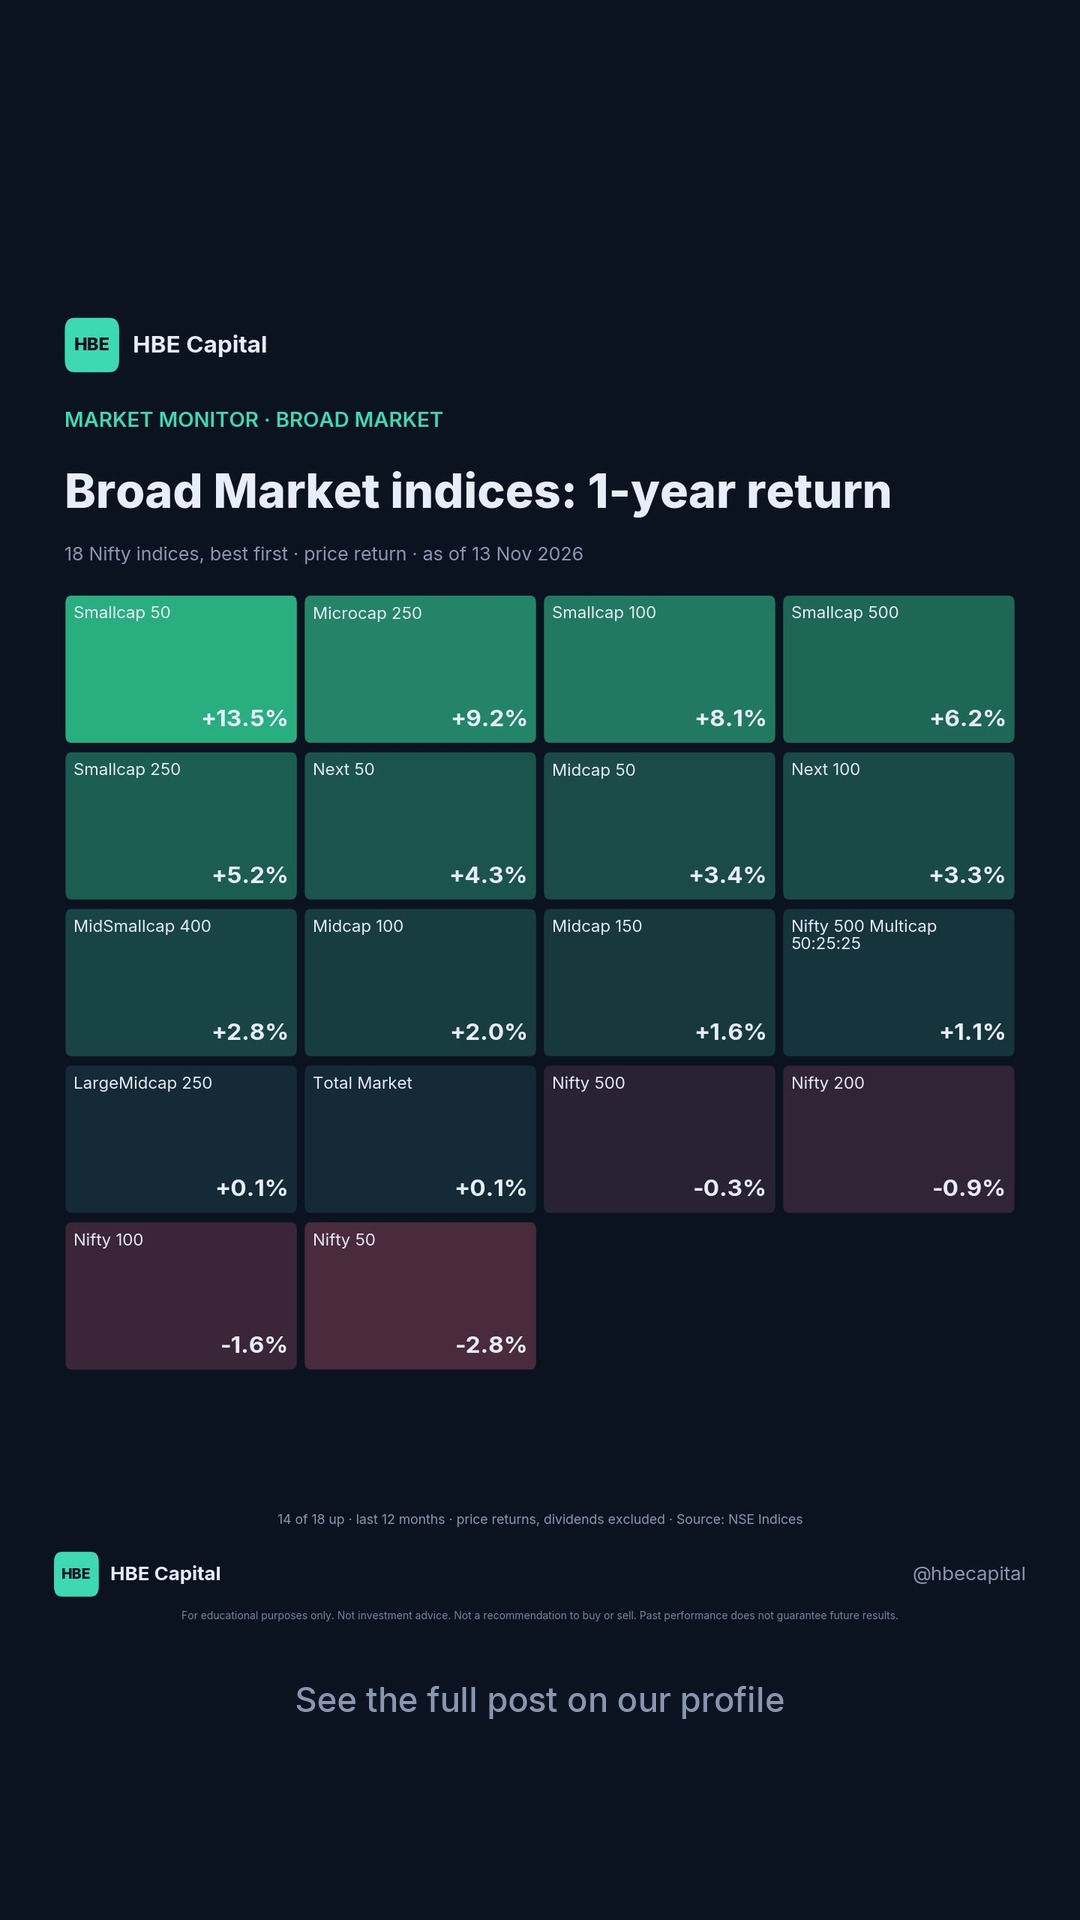 HBE
HBE Capital
MARKET MONITOR · BROAD MARKET
Broad Market indices: 1-year return
18 Nifty indices, best first · price return · as of 13 Nov 2026
Smallcap 50
+13.5%
Microcap 250
+9.2%
Smallcap 100
+8.1%
Smallcap 500
+6.2%
Smallcap 250
+5.2%
Next 50
+4.3%
Midcap 50
+3.4%
Next 100
+3.3%
MidSmallcap 400
+2.8%
Midcap 100
+2.0%
Midcap 150
+1.6%
Nifty 500 Multicap
50:25:25
+1.1%
LargeMidcap 250
+0.1%
Total Market
+0.1%
Nifty 500
-0.3%
Nifty 200
-0.9%
Nifty 100
-1.6%
Nifty 50
-2.8%
14 of 18 up · last 12 months · price returns, dividends excluded · Source: NSE Indices
HBE
HBE Capital
@hbecapital
For educational purposes only. Not investment advice. Not a recommendation to buy or sell. Past performance does not guarantee future results.
See the full post on our profile